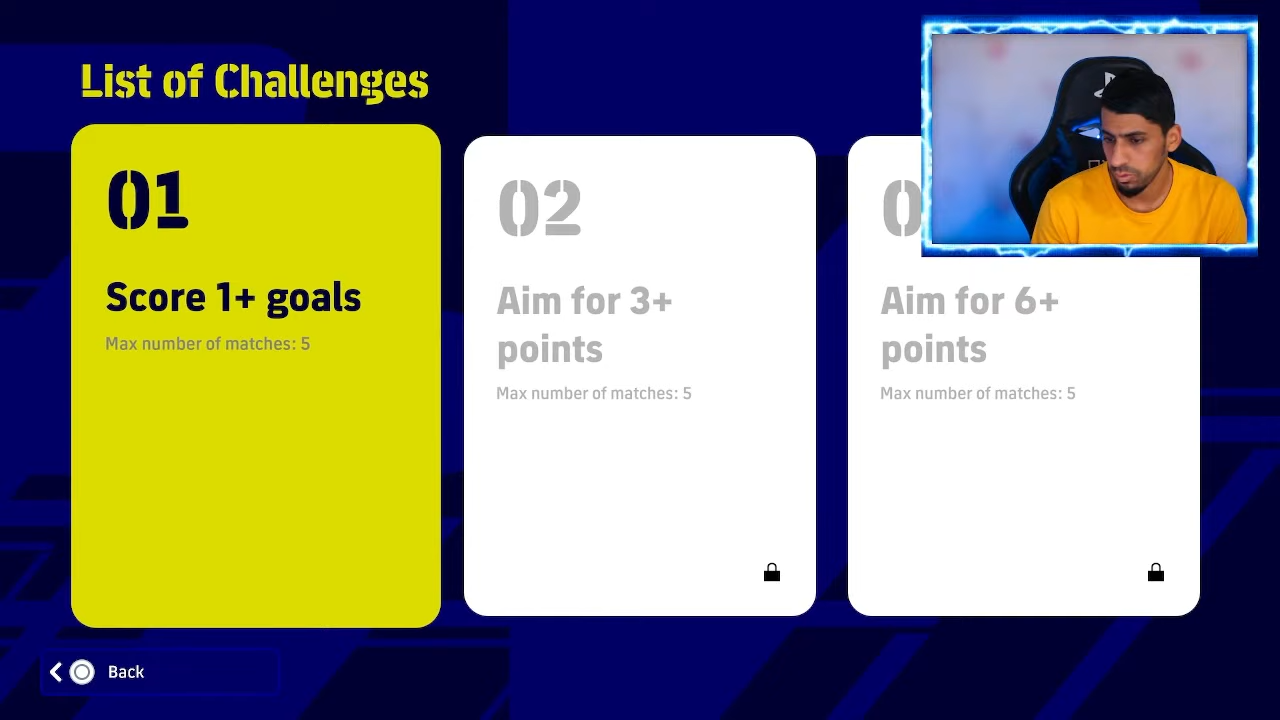 List of Challenges
01
Score 1+ goals
Max number of matches: 5
02
Aim for 3+
points
Max number of matches: 5
0
Aim for 6+
points
Max number of matches: 5
Back